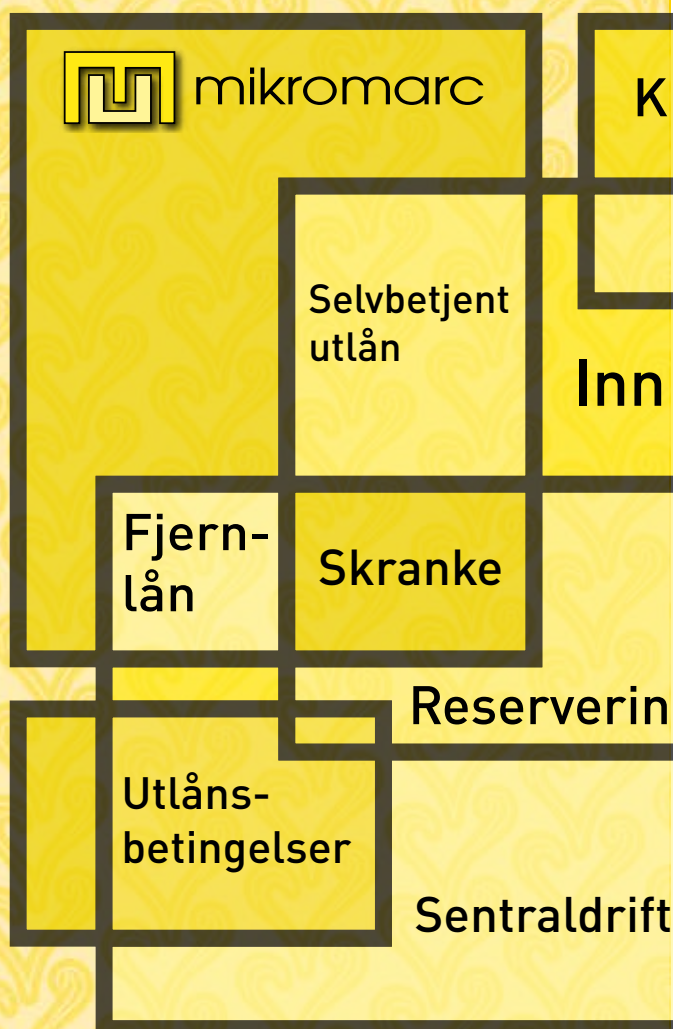 mikromarc
K
Selvbetjent
utlån
Inn
Fjern-
lån
Skranke
Reserverin
Utlåns-
betingelser
Sentraldrift